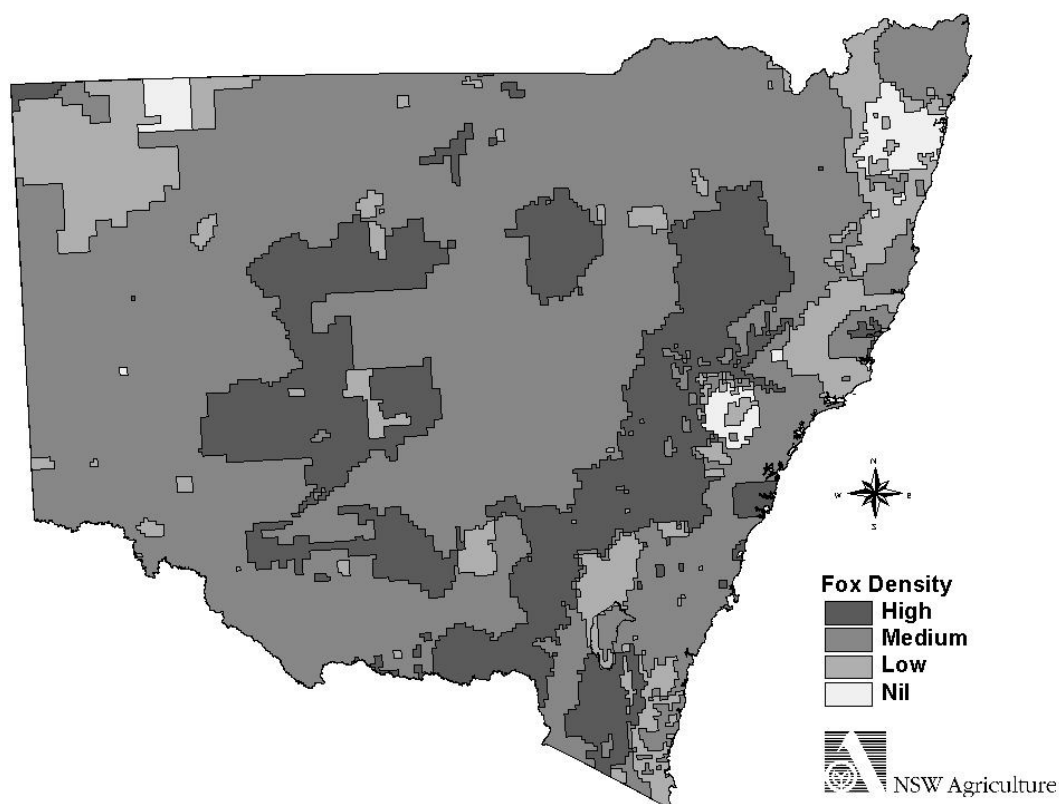 N
W E
S
Fox Density
High
Medium
Low
Nil
NSW Agriculture